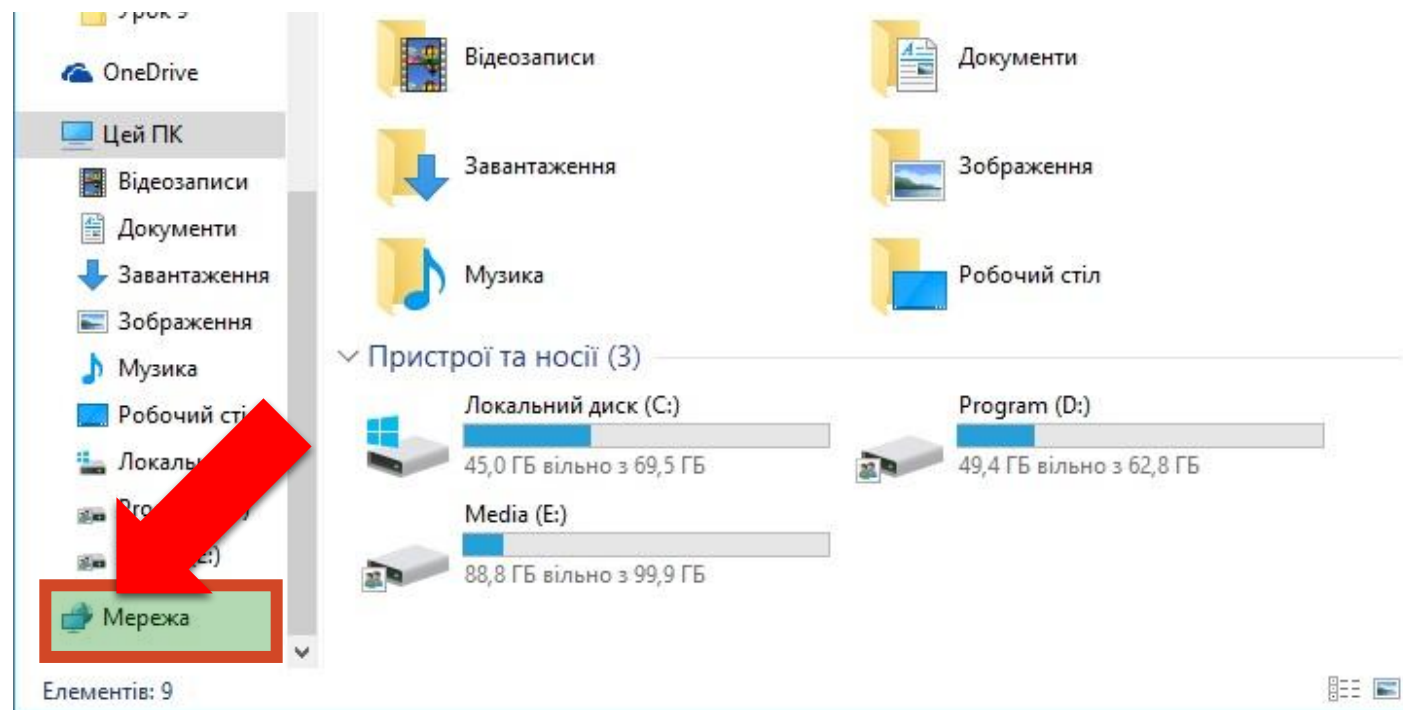 OneDrive
Цей ПК
Відеозаписи
Документи
Завантаження
Зображення
Музика
Робочий
Мережа
Відеозаписи
Документи
Завантаження
Зображення
Музика
Робочий стіл
Пристрої та носії (3)
Локальний диск (C:)
45,0 ГБ вільно з 69,5 ГБ
Program (D:)
49,4 ГБ вільно з 62,8 ГБ
Media (E:)
88,8 ГБ вільно з 99,9 ГБ
Елементів: 9